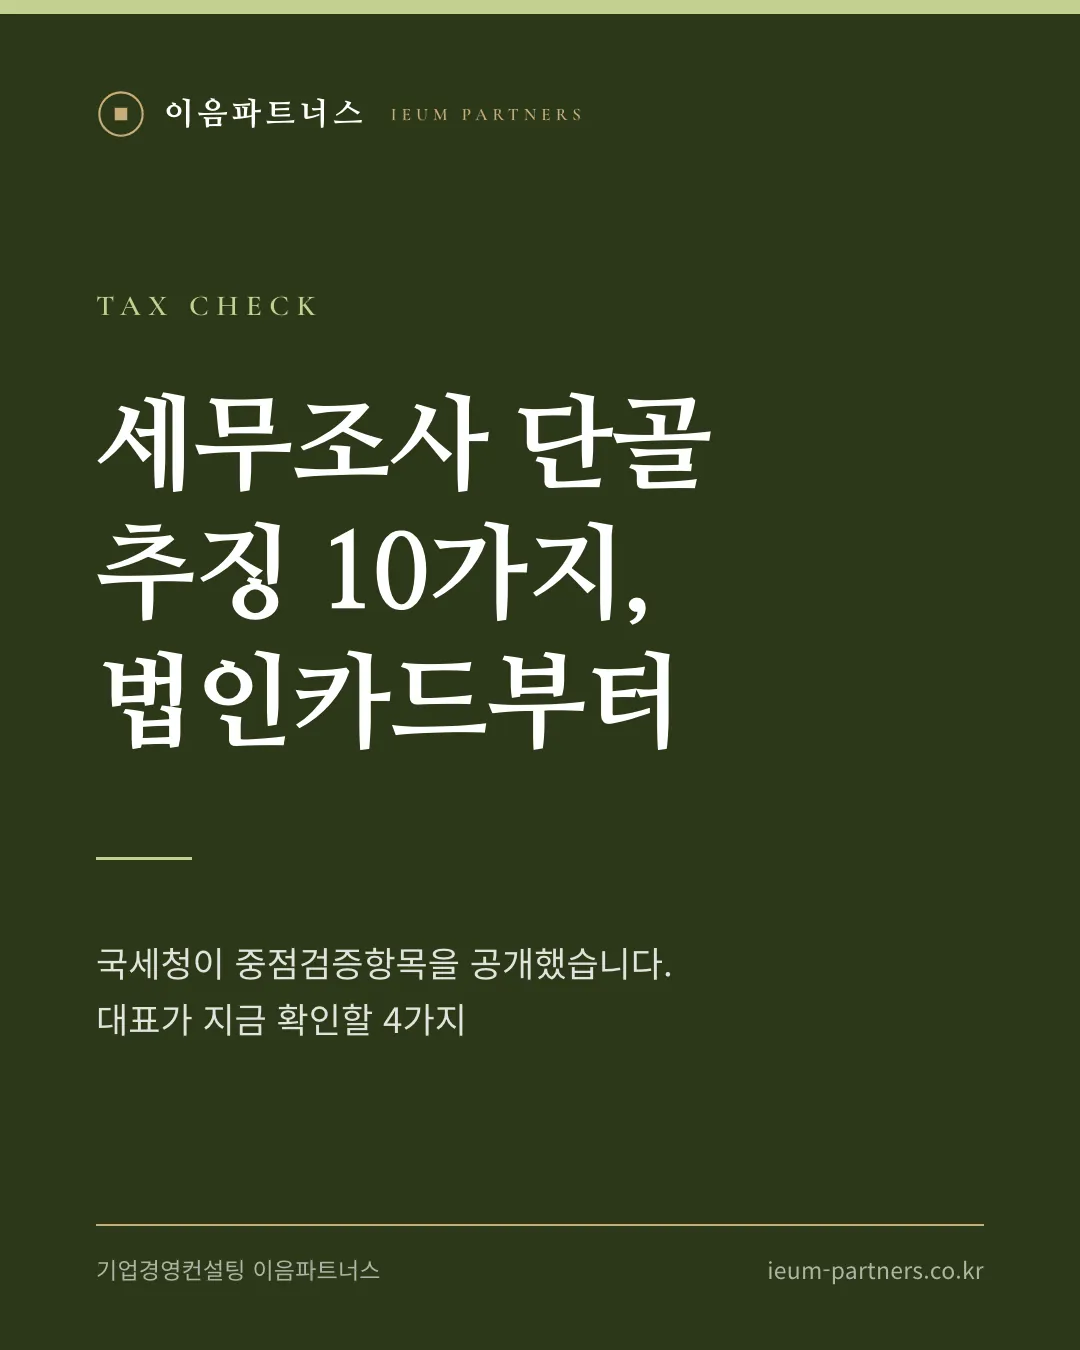 이음파트너스 IEUM PARTNERS
TAX CHECK
세무조사 단골
추징 10가지,
법인카드부터
국세청이 중점검증항목을 공개했습니다.
대표가 지금 확인할 4가지
기업경영컨설팅 이음파트너스
ieum-partners.co.kr